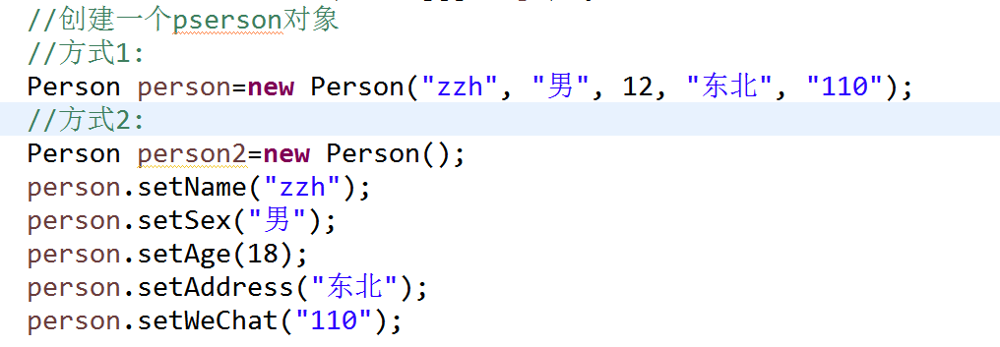 //创建一个pserson对象
//方式1:
Person person=new Person("zzh", "男", 12, "东北", "110");
//方式2:
Person person2=new Person();
person.setName("zzh");
person.setSex("男");
person.setAge(18);
person.setAddress("东北");
person.setWeChat("110");